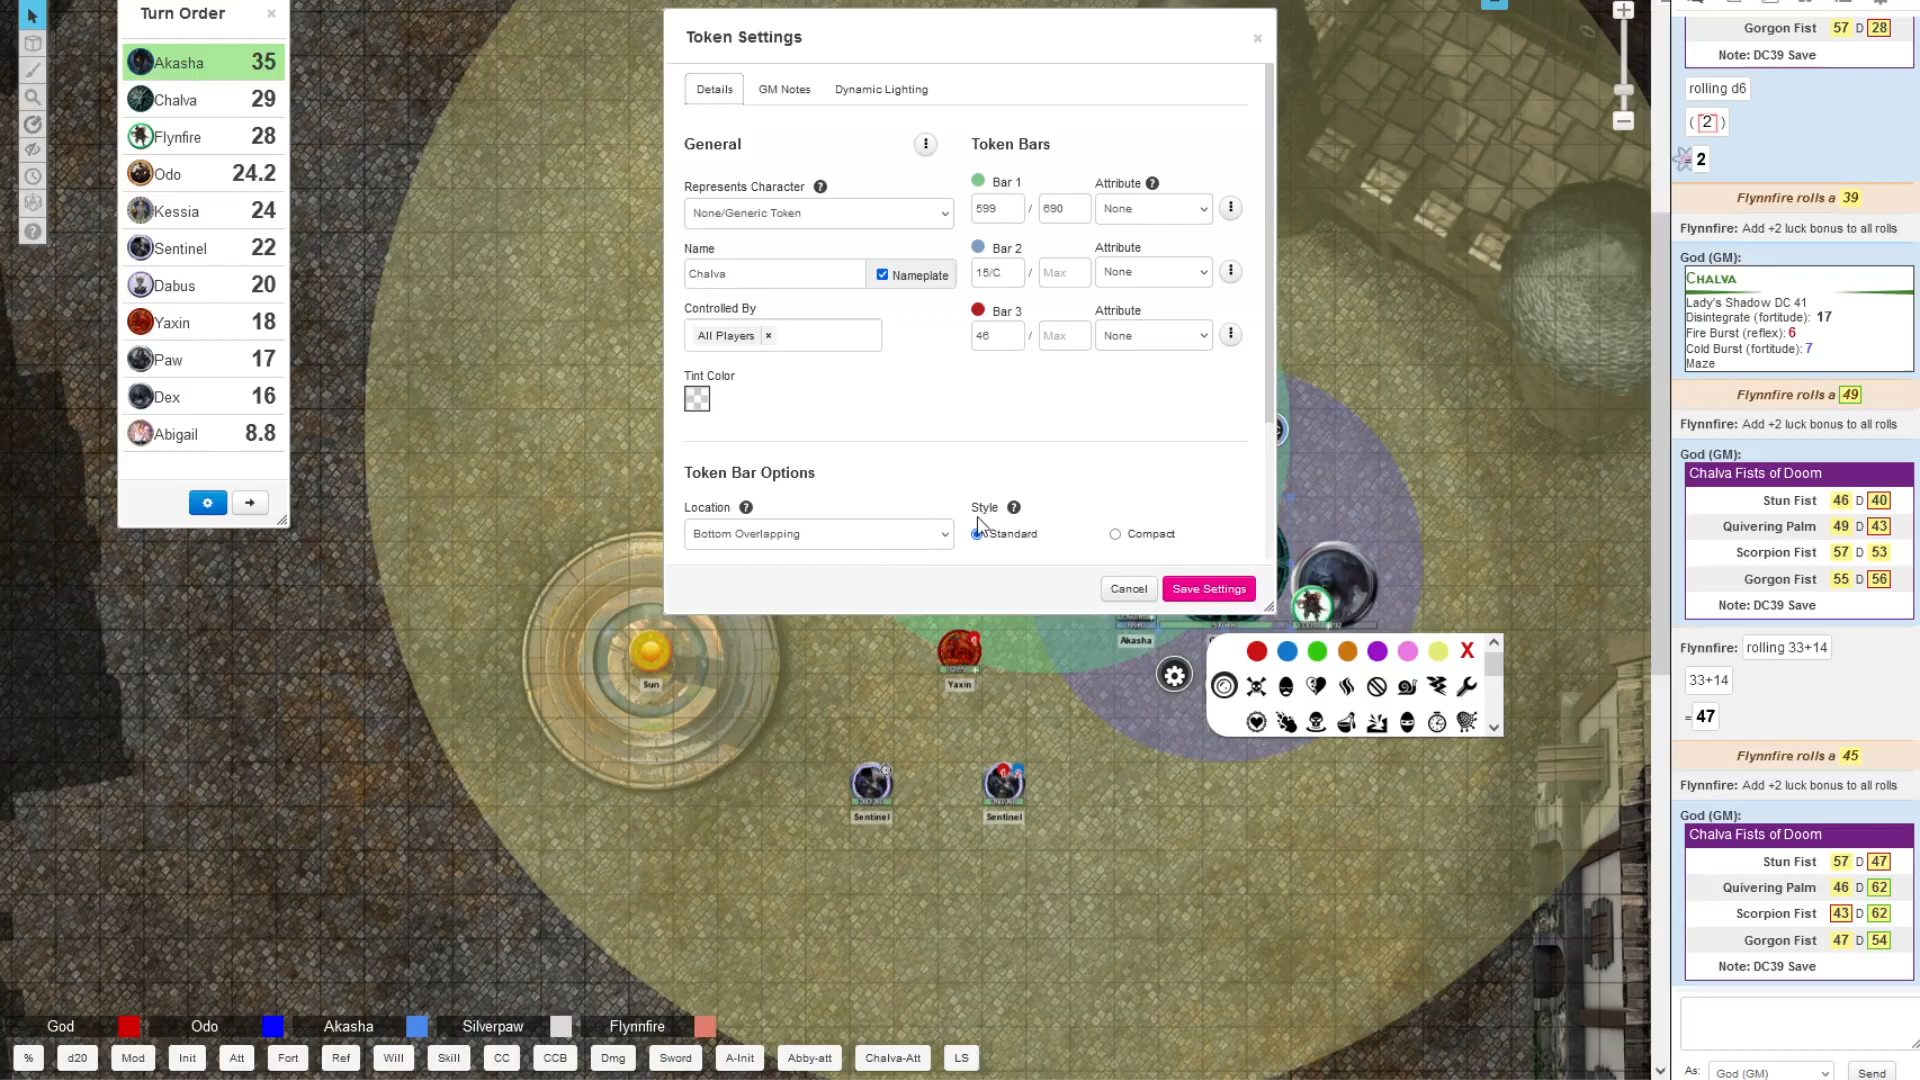 Turn Order
×
Akasha 35
Chalva 29
Flynfire 28
Odo 24.2
Kessia 24
Sentinel 22
Dabus 20
Yaxin 18
Paw 17
Dex 16
Abigail 8.8
Token Settings
×
Details GM Notes Dynamic Lighting
General
Represents Character ?
None/Generic Token
Name
Chalva Nameplate
Controlled By
All Players ×
Tint Color
Token Bars
Bar 1 Attribute ?
599 / 690 None
Bar 2 Attribute
15/C / Max None
Bar 3 Attribute
46 / Max None
Token Bar Options
Location ?
Bottom Overlapping
Style ?
Standard Compact
Cancel Save Settings
Sun
Yaxin
Akasha
X
Sentinel
Sentinel
Gorgon Fist 57 D 28
Note: DC39 Save
rolling d6
(2)
= 2
Flynnfire rolls a 39
Flynnfire: Add +2 luck bonus to all rolls
God (GM):
CHALVA
Lady's Shadow DC 41
Disintegrate (fortitude): 17
Fire Burst (reflex): 6
Cold Burst (fortitude): 7
Maze
Flynnfire rolls a 49
Flynnfire: Add +2 luck bonus to all rolls
God (GM):
Chalva Fists of Doom
Stun Fist 46 D 40
Quivering Palm 49 D 43
Scorpion Fist 57 D 53
Gorgon Fist 55 D 56
Note: DC39 Save
Flynnfire: rolling 33+14
33+14
= 47
Flynnfire rolls a 45
Flynnfire: Add +2 luck bonus to all rolls
God (GM):
Chalva Fists of Doom
Stun Fist 57 D 47
Quivering Palm 46 D 62
Scorpion Fist 43 D 62
Gorgon Fist 47 D 54
Note: DC39 Save
As: God (GM) Send
God Odo Akasha Silverpaw Flynnfire
% d20 Mod Init Att Fort Ref Will Skill CC CCB Dmg Sword A-Init Abby-att Chalva-Att LS